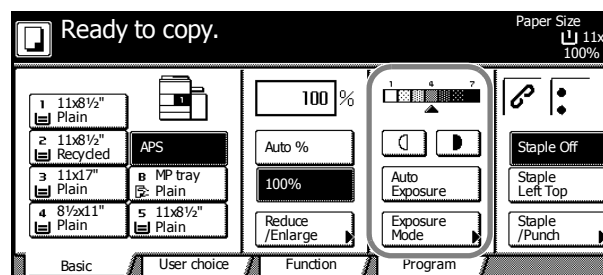 Ready to copy.
Paper Size
11x
100%
1 11x8½"
Plain
2 11x8½"
Recycled
3 11x17"
Plain
4 8½x11"
Plain
APS
B MP tray
Plain
5 11x8½"
Plain
100 %
Auto %
100%
Reduce
/Enlarge
1 4 7
Auto
Exposure
Exposure
Mode
Staple Off
Staple
Left Top
Staple
/Punch
Basic
User choice
Function
Program